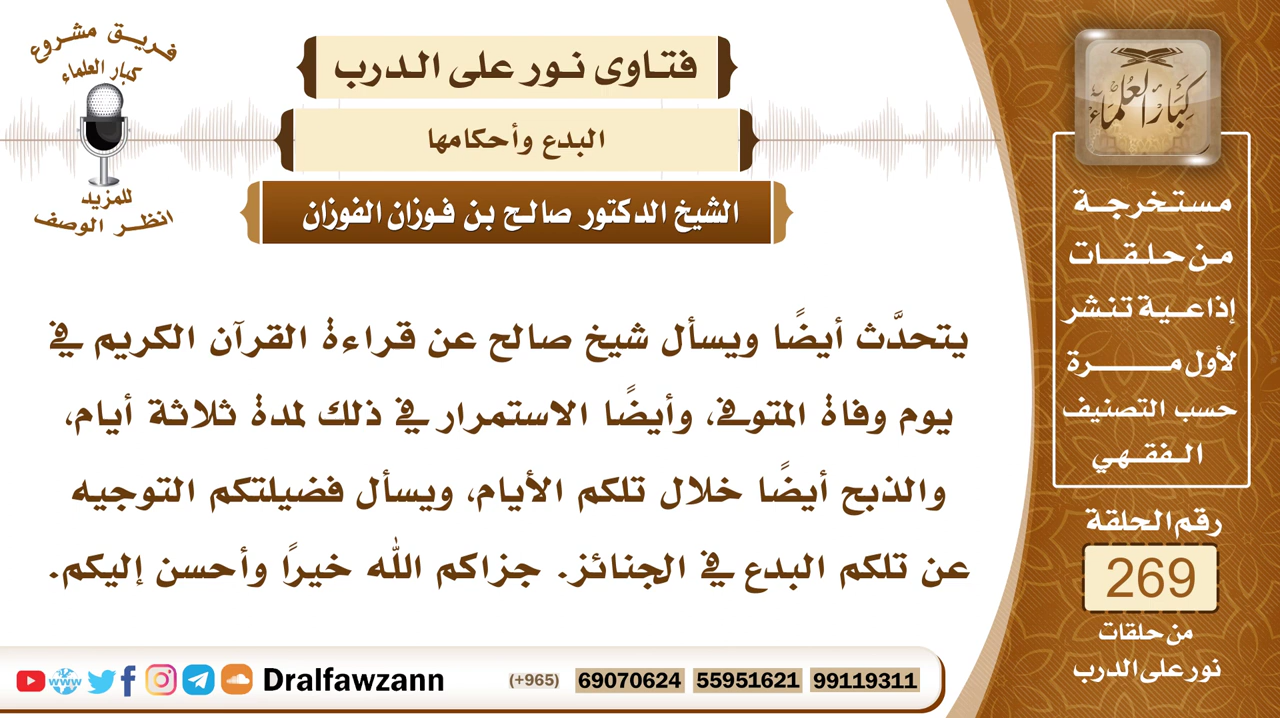 فريق مشروع
كبار العلماء
للمزيد
انظر الوصف
فتاوى نور على الدرب
البدع وأحكامها
الشيخ الدكتور صالح بن فوزان الفوزان
يتحدَّث أيضًا ويسأل شيخ صالح عن قراءة القرآن الكريم في
يوم وفاة المتوفى، وأيضًا الاستمرار في ذلك لمدة ثلاثة أيام،
والذبح أيضًا خلال تلكم الأيام، ويسأل فضيلتكم التوجيه
عن تلكم البدع في الجنائز. جزاكم الله خيرًا وأحسن إليكم.
كبار العلماء
مستخرجة
من حلقات
إذاعية تنشر
لأول مرة
حسب التصنيف
الفقهي
رقم الحلقة
269
من حلقات
نور على الدرب
www Dralfawzann (+965) 69070624 55951621 99119311